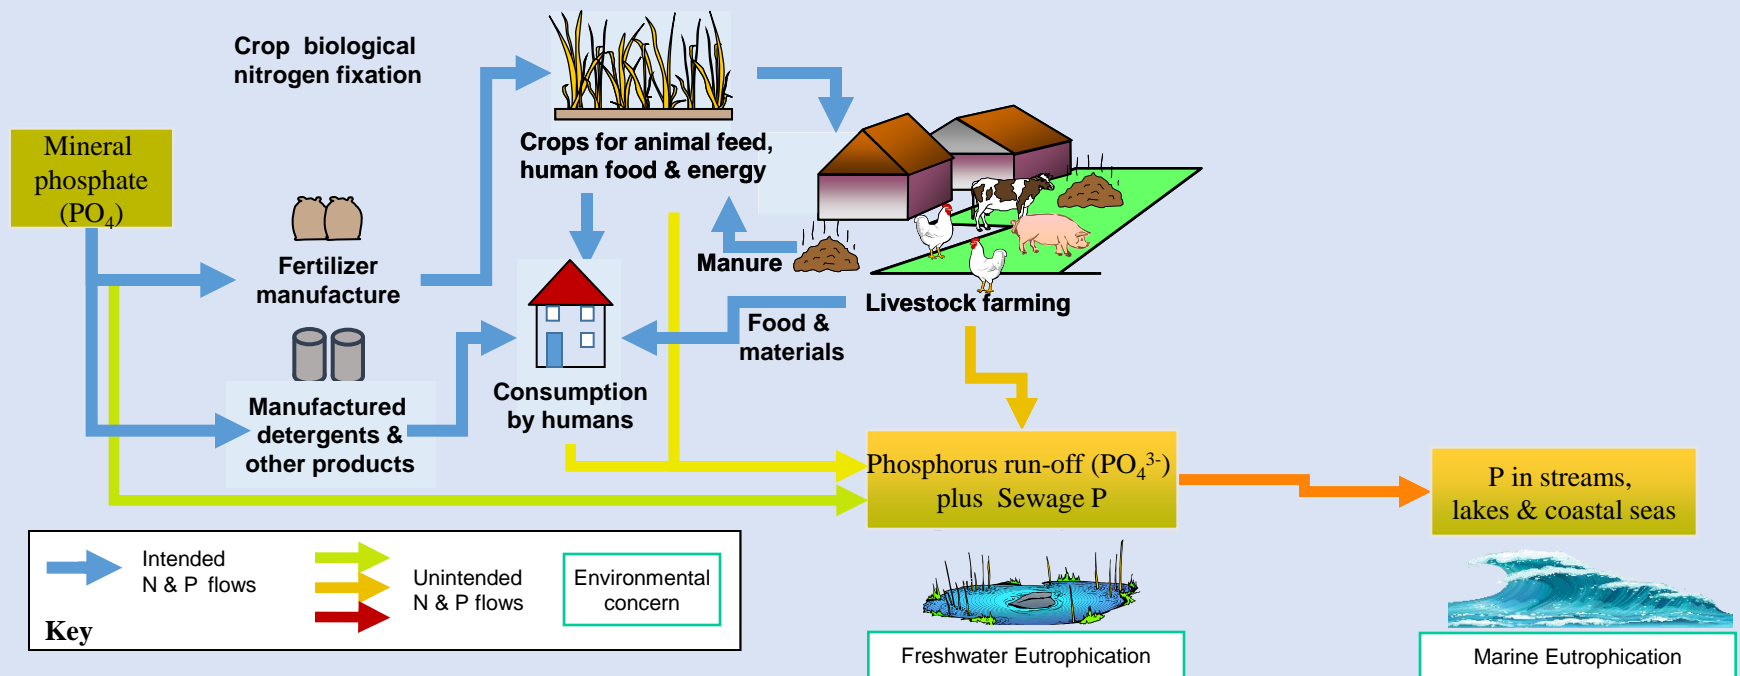 Crop biological
nitrogen fixation
Mineral
phosphate
(PO₄)
Crops for animal feed,
human food & energy
Fertilizer
manufacture
Manure
Livestock farming
Food &
materials
Manufactured
detergents &
other products
Consumption
by humans
Phosphorus run-off (PO₄³⁻)
plus Sewage P
P in streams,
lakes & coastal seas
Intended
N & P flows
Unintended
N & P flows
Environmental
concern
Key
Freshwater Eutrophication
Marine Eutrophication